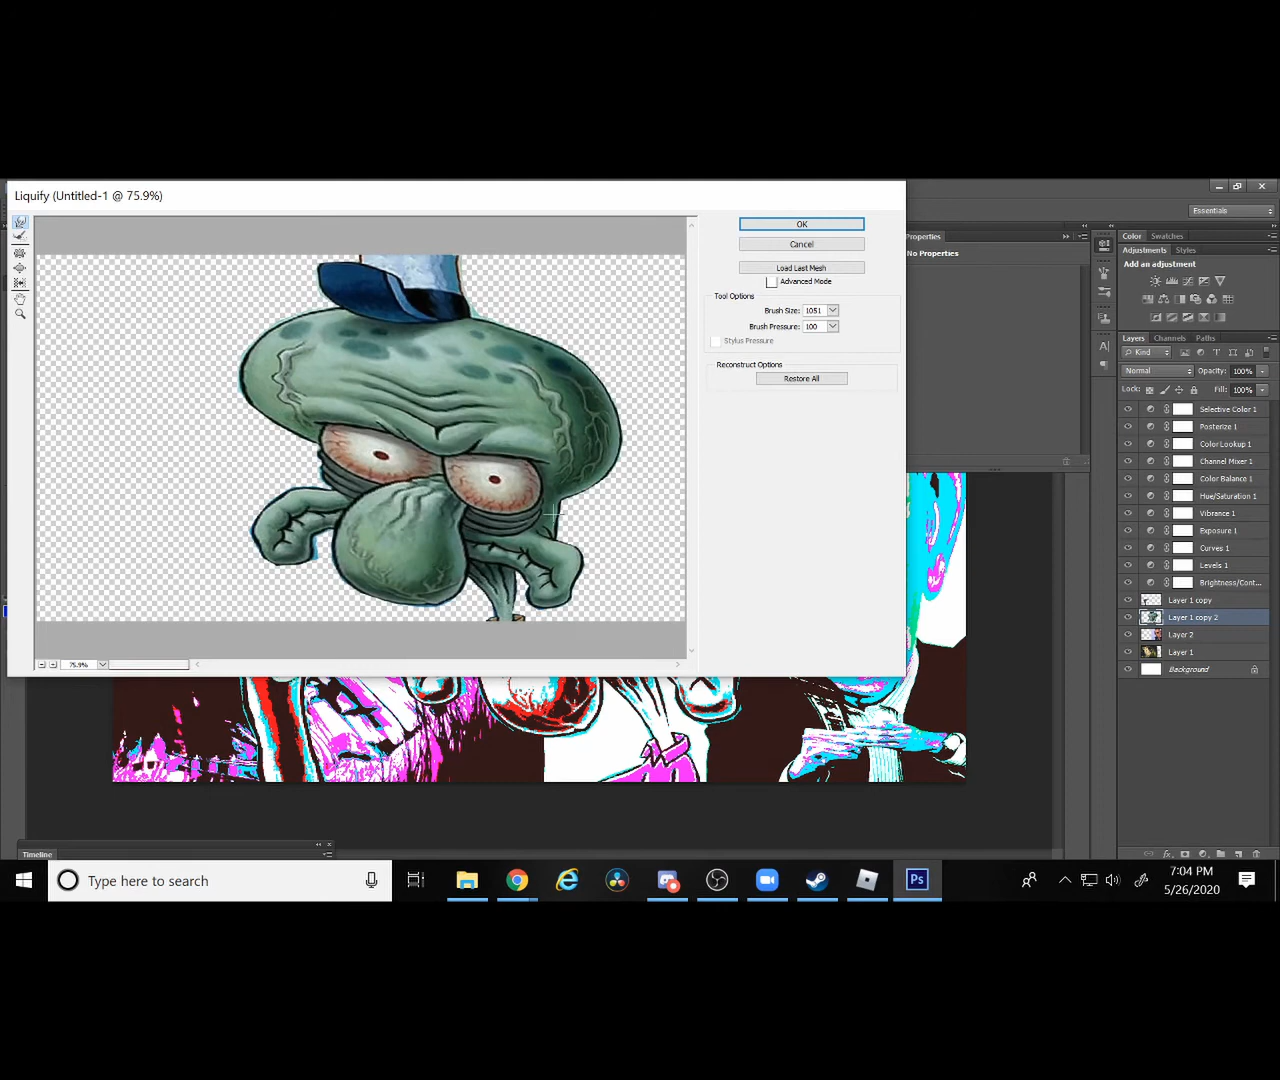 Liquify (Untitled-1 @ 75.9%)
OK
Cancel
Load Last Mesh
Advanced Mode
Tool Options
Brush Size: 1051
Brush Pressure: 100
Stylus Pressure
Reconstruct Options
Restore All
75.9%
Essentials
Properties
No Properties
Color Swatches
Adjustments Styles
Add an adjustment
Layers Channels Paths
Kind
Normal Opacity: 100%
Lock: Fill: 100%
Selective Color 1
Posterize 1
Color Lookup 1
Channel Mixer 1
Color Balance 1
Hue/Saturation 1
Vibrance 1
Exposure 1
Curves 1
Levels 1
Brightness/Cont...
Layer 1 copy
Layer 1 copy 2
Layer 2
Layer 1
Background
Timeline
Type here to search
Ps
7:04 PM
5/26/2020